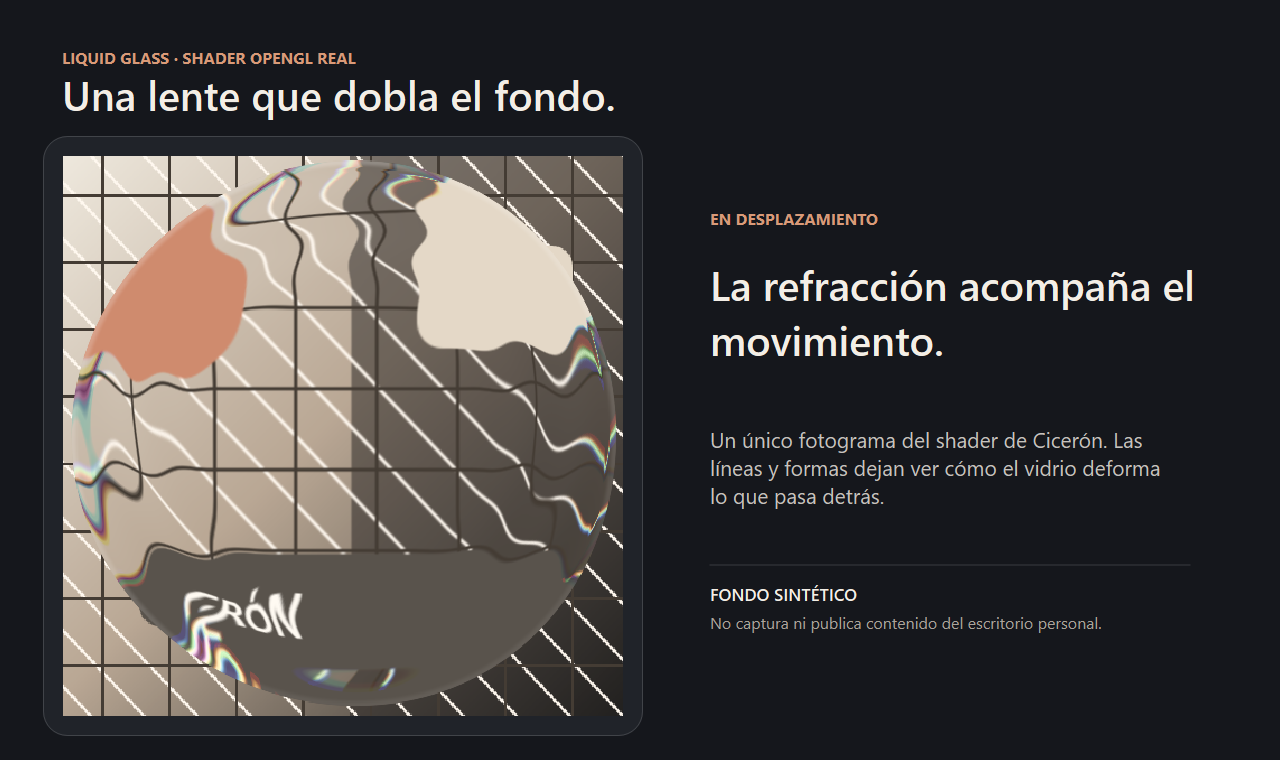 LIQUID GLASS · SHADER OPENGL REAL
Una lente que dobla el fondo.
RÓN
EN DESPLAZAMIENTO
La refracción acompaña el
movimiento.
Un único fotograma del shader de Cicerón. Las
líneas y formas dejan ver cómo el vidrio deforma
lo que pasa detrás.
FONDO SINTÉTICO
No captura ni publica contenido del escritorio personal.